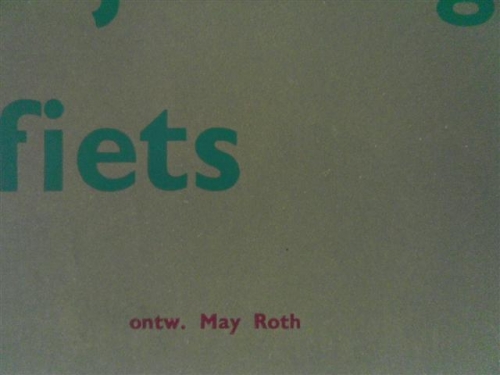 fiets
ontw. May Roth